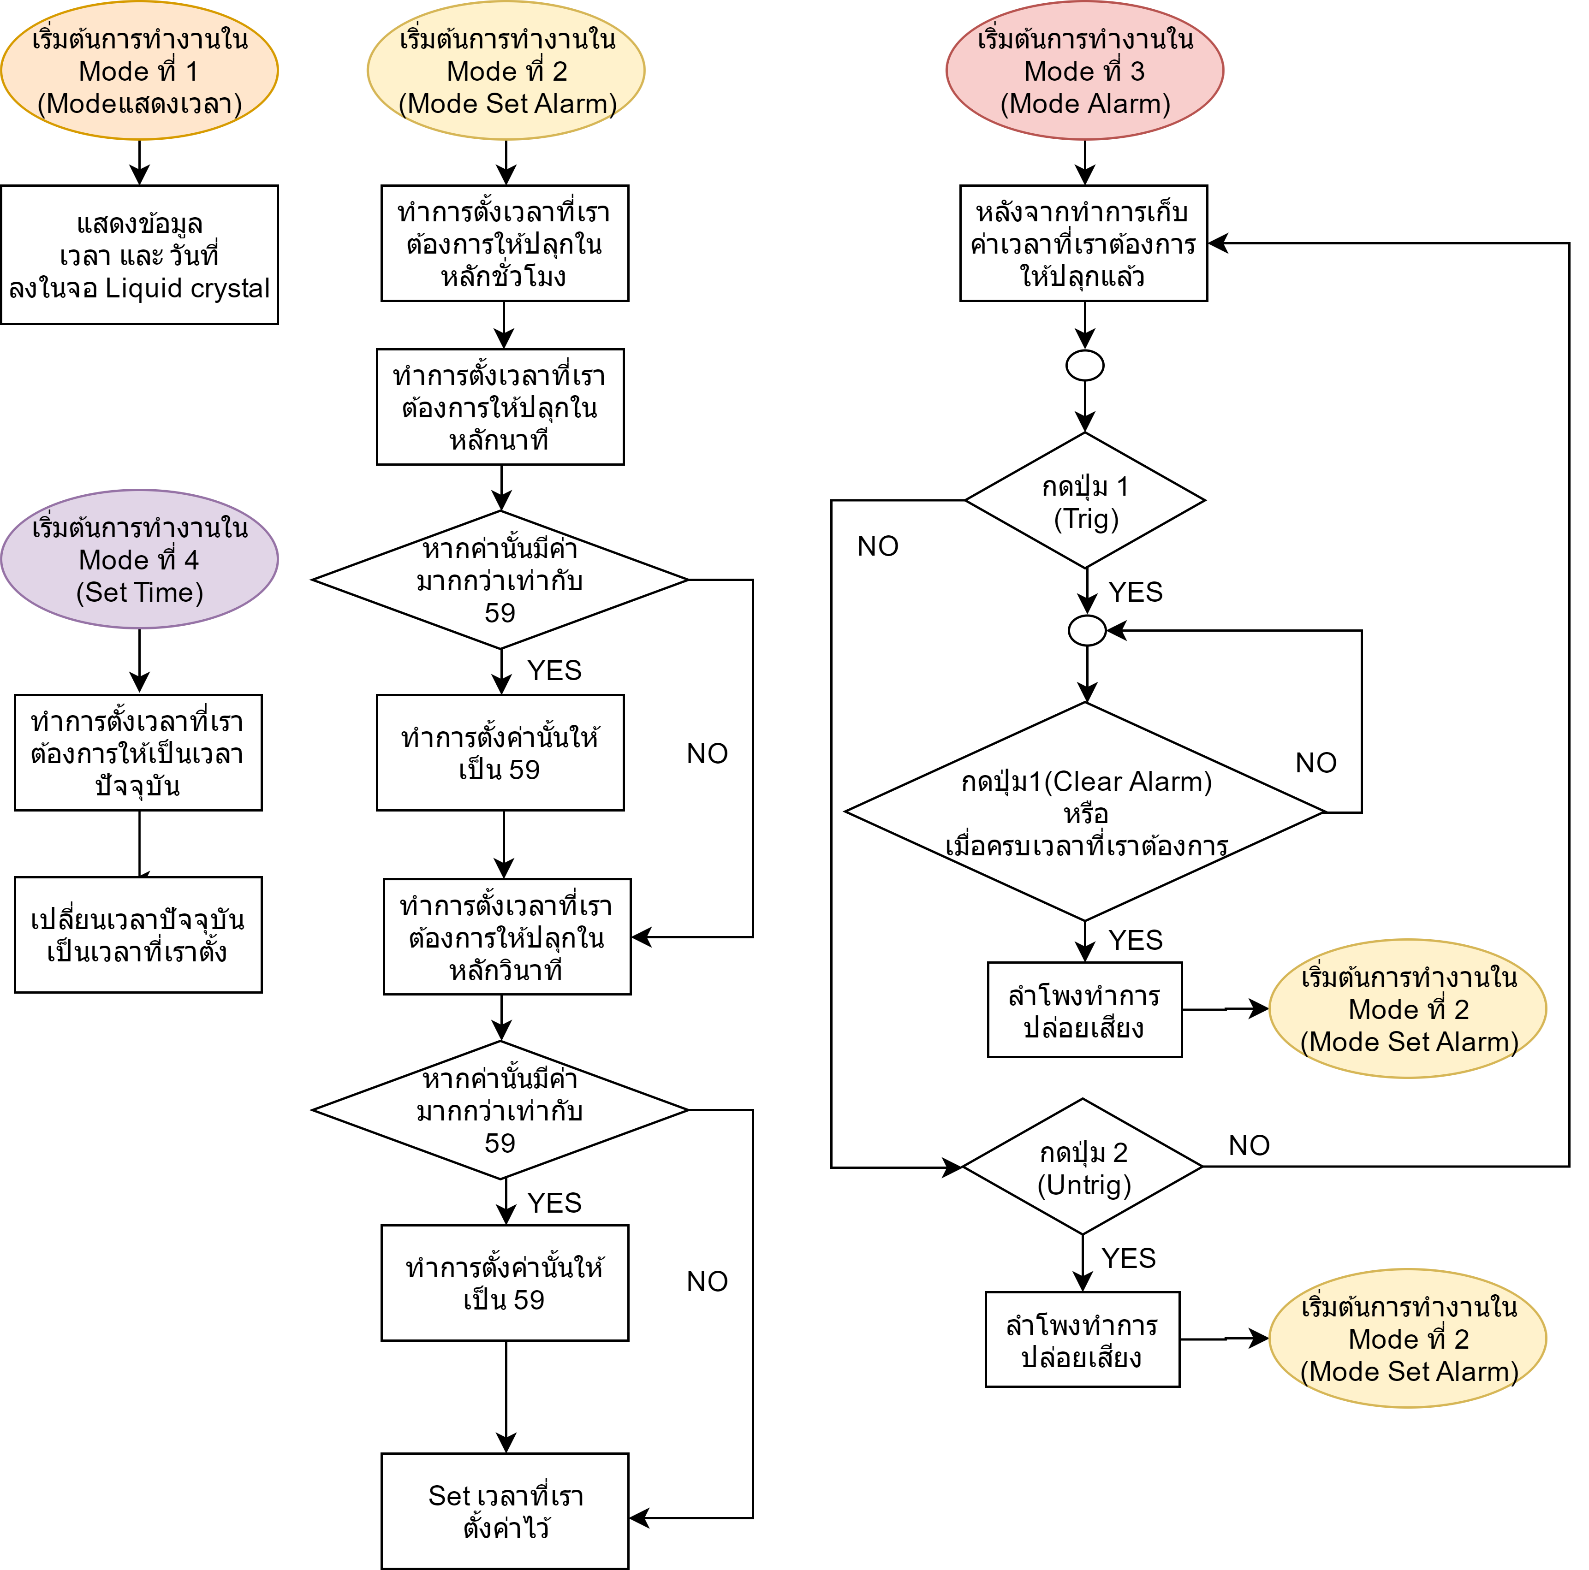 เริ่มต้นการทำงานใน
Mode ที่ 1
(Modeแสดงเวลา)
แสดงข้อมูล
เวลา และ วันที่
ลงในจอ Liquid crystal
เริ่มต้นการทำงานใน
Mode ที่ 4
(Set Time)
ทำการตั้งเวลาที่เรา
ต้องการให้เป็นเวลา
ปัจจุบัน
เปลี่ยนเวลาปัจจุบัน
เป็นเวลาที่เราตั้ง
เริ่มต้นการทำงานใน
Mode ที่ 2
(Mode Set Alarm)
ทำการตั้งเวลาที่เรา
ต้องการให้ปลุกใน
หลักชั่วโมง
ทำการตั้งเวลาที่เรา
ต้องการให้ปลุกใน
หลักนาที
หากค่านั้นมีค่า
มากกว่าเท่ากับ
59
YES
NO
ทำการตั้งค่านั้นให้
เป็น 59
ทำการตั้งเวลาที่เรา
ต้องการให้ปลุกใน
หลักวินาที
หากค่านั้นมีค่า
มากกว่าเท่ากับ
59
YES
NO
ทำการตั้งค่านั้นให้
เป็น 59
Set เวลาที่เรา
ตั้งค่าไว้
เริ่มต้นการทำงานใน
Mode ที่ 3
(Mode Alarm)
หลังจากทำการเก็บ
ค่าเวลาที่เราต้องการ
ให้ปลุกแล้ว
กดปุ่ม 1
(Trig)
NO
YES
กดปุ่ม1(Clear Alarm)
หรือ
เมื่อครบเวลาที่เราต้องการ
NO
YES
ลำโพงทำการ
ปล่อยเสียง
เริ่มต้นการทำงานใน
Mode ที่ 2
(Mode Set Alarm)
กดปุ่ม 2
(Untrig)
NO
YES
ลำโพงทำการ
ปล่อยเสียง
เริ่มต้นการทำงานใน
Mode ที่ 2
(Mode Set Alarm)